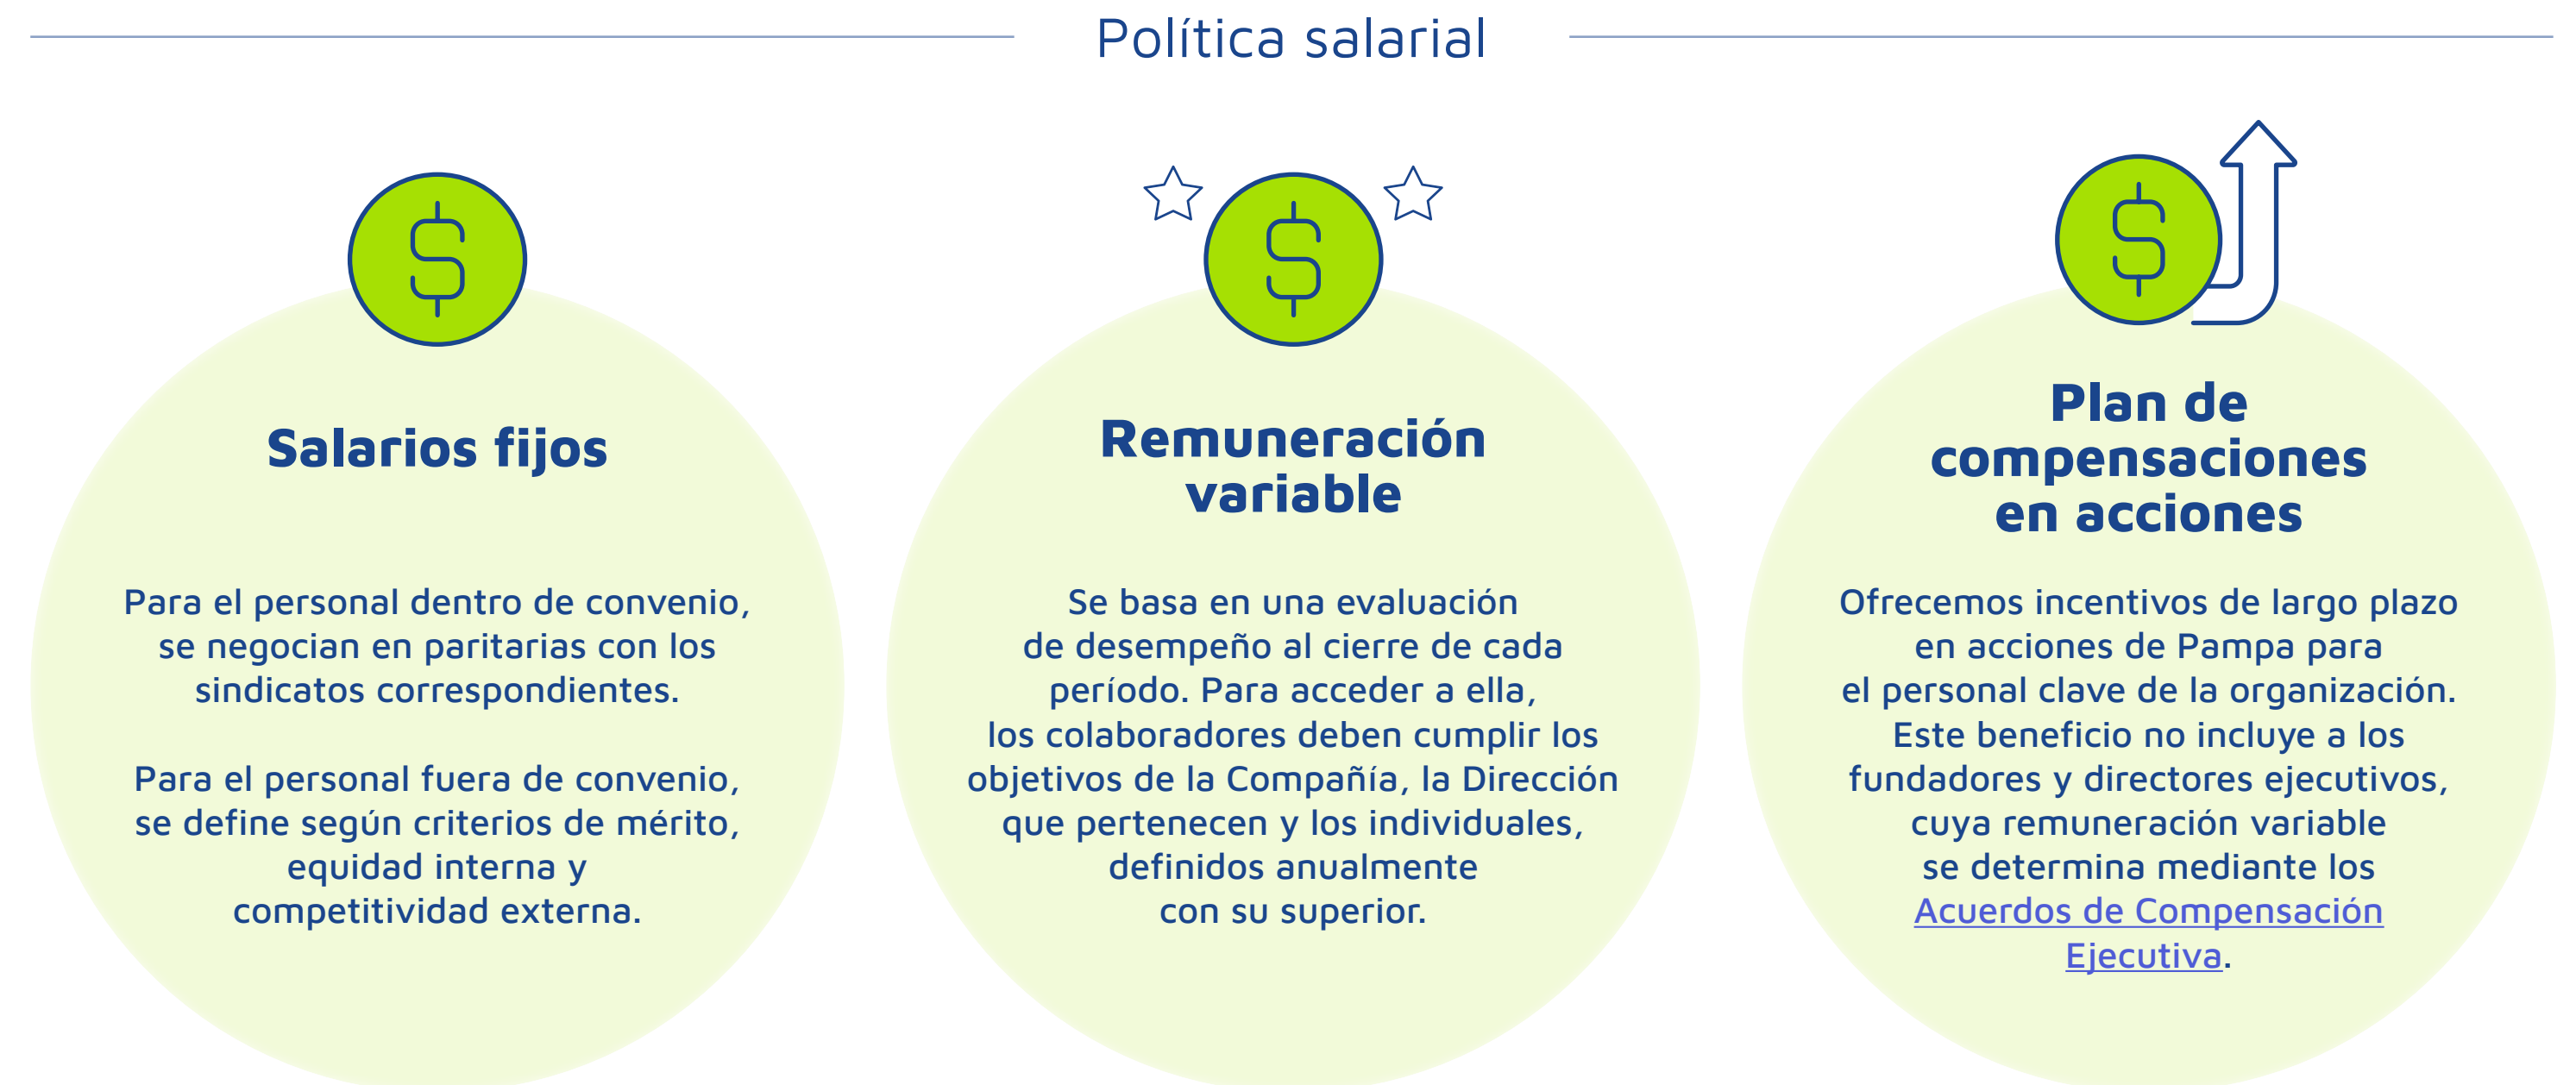 Política salarial
Salarios fijos
Para el personal dentro de convenio,
se negocian en paritarias con los
sindicatos correspondientes.
Para el personal fuera de convenio,
se define según criterios de mérito,
equidad interna y
competitividad externa.
Remuneración
variable
Se basa en una evaluación
de desempeño al cierre de cada
período. Para acceder a ella,
los colaboradores deben cumplir los
objetivos de la Compañía, la Dirección
que pertenecen y los individuales,
definidos anualmente
con su superior.
Plan de
compensaciones
en acciones
Ofrecemos incentivos de largo plazo
en acciones de Pampa para
el personal clave de la organización.
Este beneficio no incluye a los
fundadores y directores ejecutivos,
cuya remuneración variable
se determina mediante los
Acuerdos de Compensación
Ejecutiva.